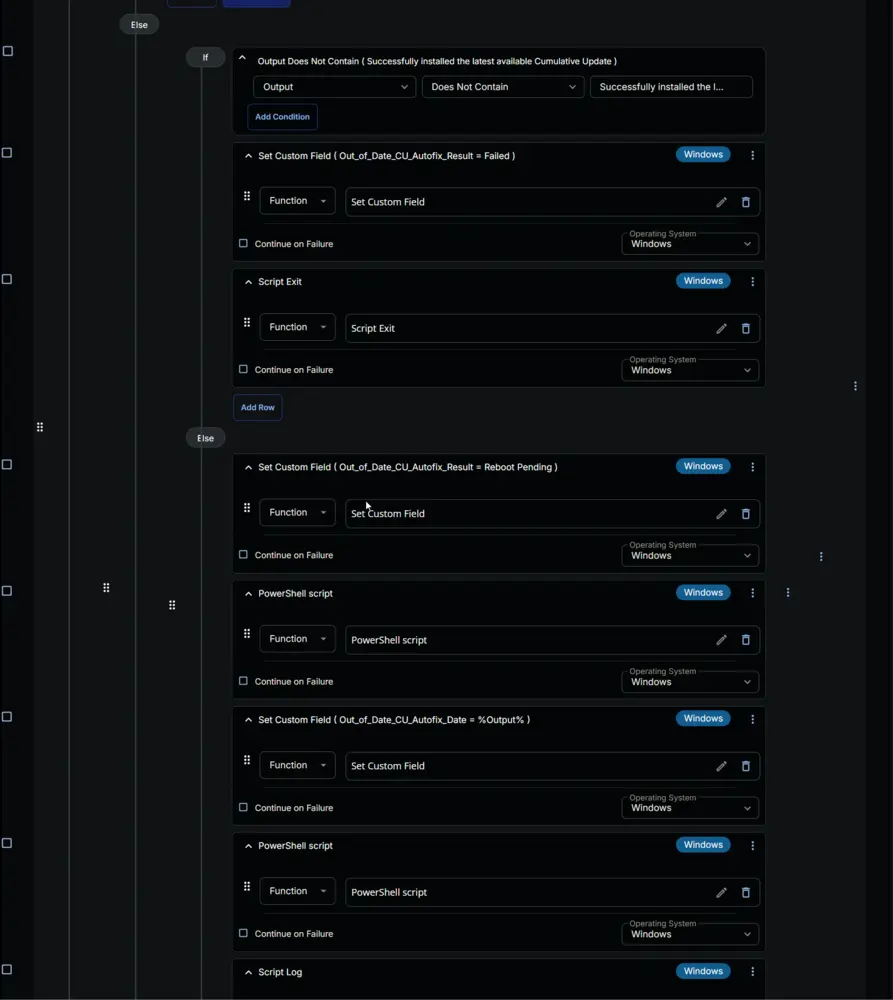 Else
If
Output Does Not Contain ( Successfully installed the latest available Cumulative Update )
Output
Does Not Contain
Successfully installed the l...
Add Condition
Set Custom Field ( Out_of_Date_CU_Autofix_Result = Failed )
Windows
Function
Set Custom Field
Continue on Failure
Operating System
Windows
Script Exit
Windows
Function
Script Exit
Continue on Failure
Operating System
Windows
Add Row
Else
Set Custom Field ( Out_of_Date_CU_Autofix_Result = Reboot Pending )
Windows
Function
Set Custom Field
Continue on Failure
Operating System
Windows
PowerShell script
Windows
Function
PowerShell script
Continue on Failure
Operating System
Windows
Set Custom Field ( Out_of_Date_CU_Autofix_Date = %Output% )
Windows
Function
Set Custom Field
Continue on Failure
Operating System
Windows
PowerShell script
Windows
Function
PowerShell script
Continue on Failure
Operating System
Windows
Script Log
Windows